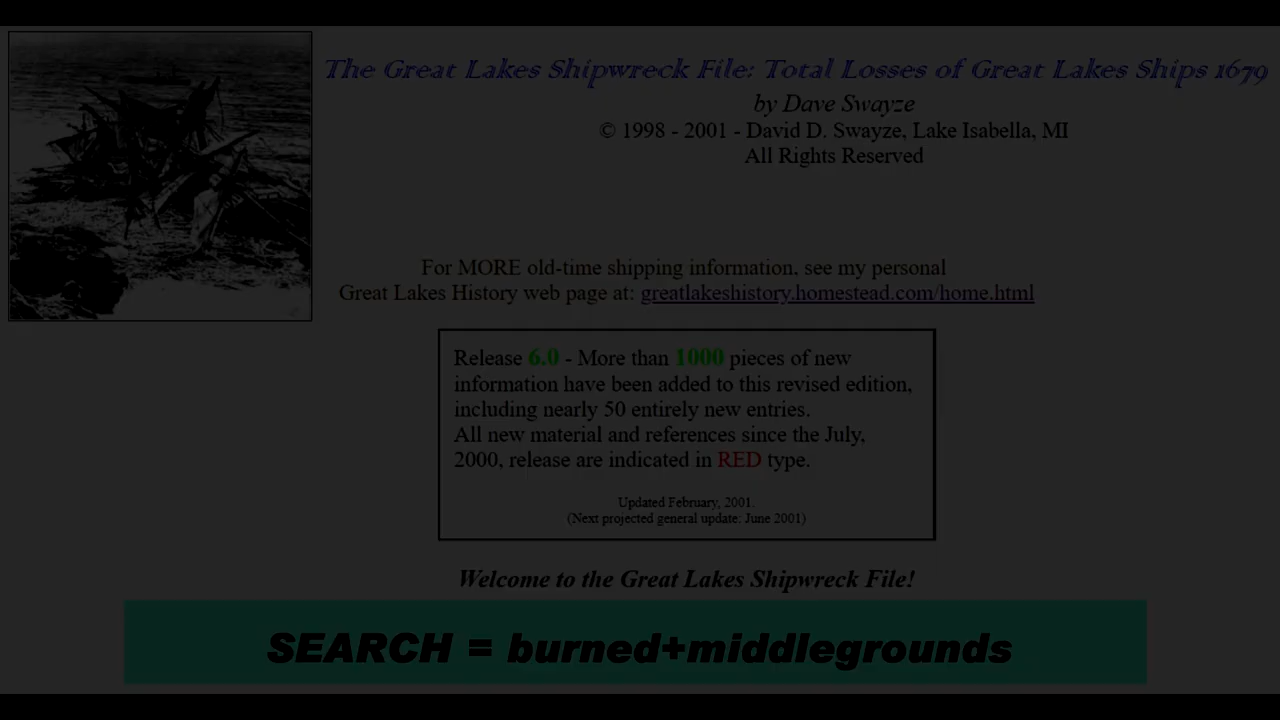 The Great Lakes Shipwreck File: Total Losses of Great Lakes Ships 1679
by Dave Swayze
© 1998 - 2001 - David D. Swayze, Lake Isabella, MI
All Rights Reserved
For MORE old-time shipping information, see my personal
Great Lakes History web page at: greatlakeshistory.homestead.com/home.html
Release 6.0 - More than 1000 pieces of new
information have been added to this revised edition,
including nearly 50 entirely new entries.
All new material and references since the July,
2000, release are indicated in RED type.
Updated February, 2001.
(Next projected general update: June 2001)
Welcome to the Great Lakes Shipwreck File!
SEARCH = burned+middlegrounds